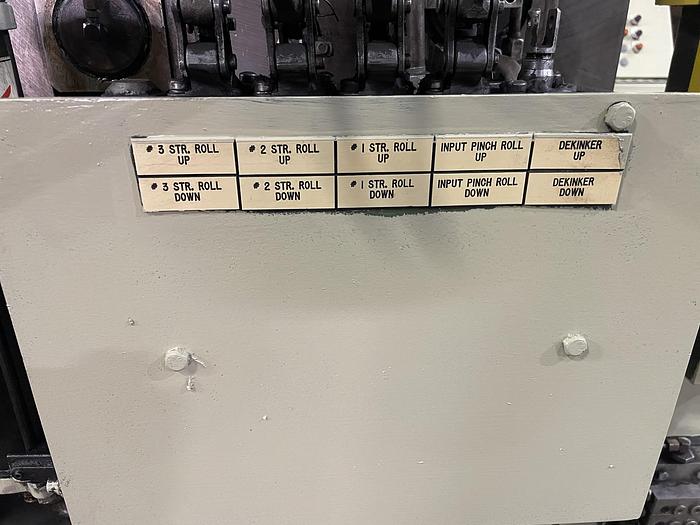 # 3 STR. ROLL
UP
# 2 STR. ROLL
UP
# 1 STR. ROLL
UP
INPUT PINCH ROLL
UP
DEKINKER
UP
# 3 STR. ROLL
DOWN
# 2 STR. ROLL
DOWN
# 1 STR. ROLL
DOWN
INPUT PINCH ROLL
DOWN
DEKINKER
DOWN